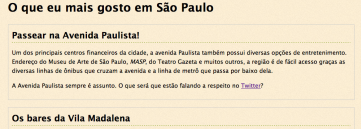 O que eu mais gosto em São Paulo
Passear na Avenida Paulista!
Um dos principais centros financeiros da cidade, a avenida Paulista também possui diversas opções de entretenimento.
Endereço do Museu de Arte de São Paulo, MASP, do Teatro Gazeta e muitos outros, a região é de fácil acesso graças as
diversas linhas de ônibus que cruzam a avenida e a linha de metrô que passa por baixo dela.
A Avenida Paulista sempre é assunto. O que será que estão falando a respeito no Twitter?
Os bares da Vila Madalena